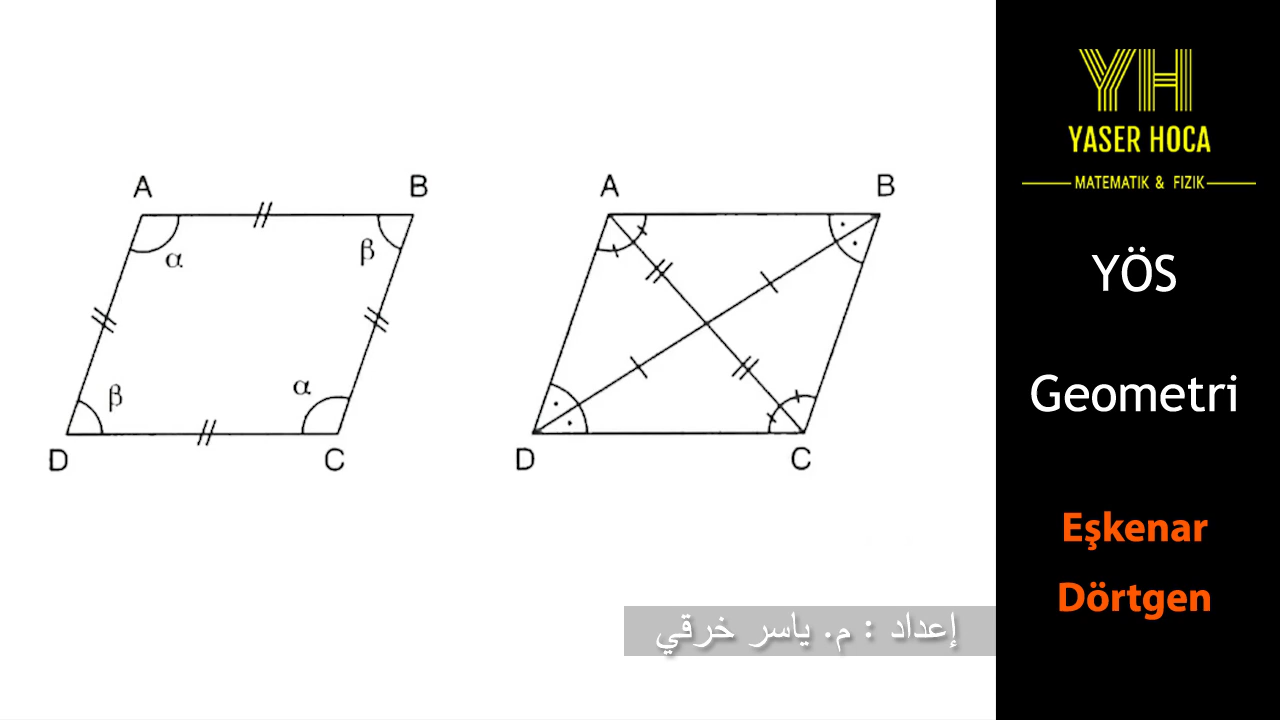 A B
α β
β α
D C
A B
D C
إعداد : م. ياسر خرقي
YH
YASER HOCA
MATEMATIK & FIZIK
YÖS
Geometri
Eşkenar
Dörtgen